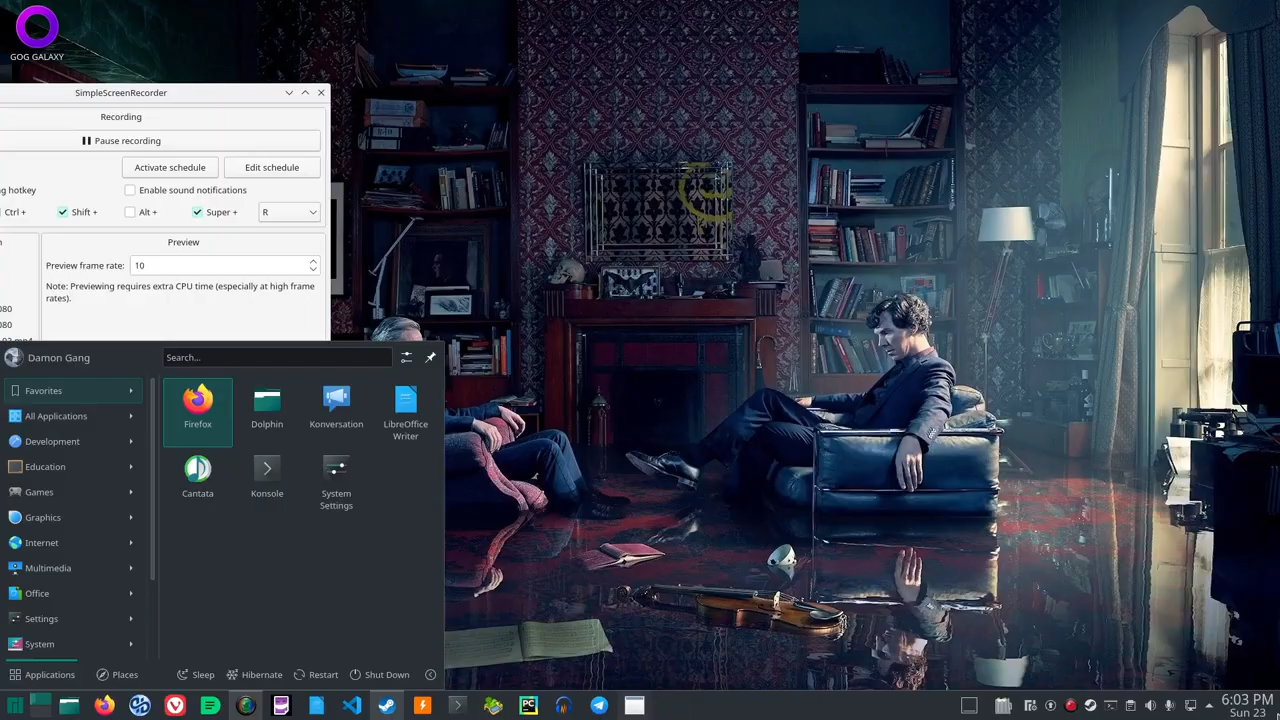 GOG GALAXY
SimpleScreenRecorder
Recording
Pause recording
Activate schedule
Edit schedule
hotkey
Enable sound notifications
Ctrl +
Shift +
Alt +
Super +
R
Preview
Preview frame rate:
10
Note: Previewing requires extra CPU time (especially at high frame
rates).
080
080
Damon Gang
Search...
Favorites
All Applications
Development
Education
Games
Graphics
Internet
Multimedia
Office
Settings
System
Firefox
Dolphin
Konversation
LibreOffice
Writer
Cantata
Konsole
System
Settings
Applications
Places
Sleep
Hibernate
Restart
Shut Down
PC
6:03 PM
Sun 23